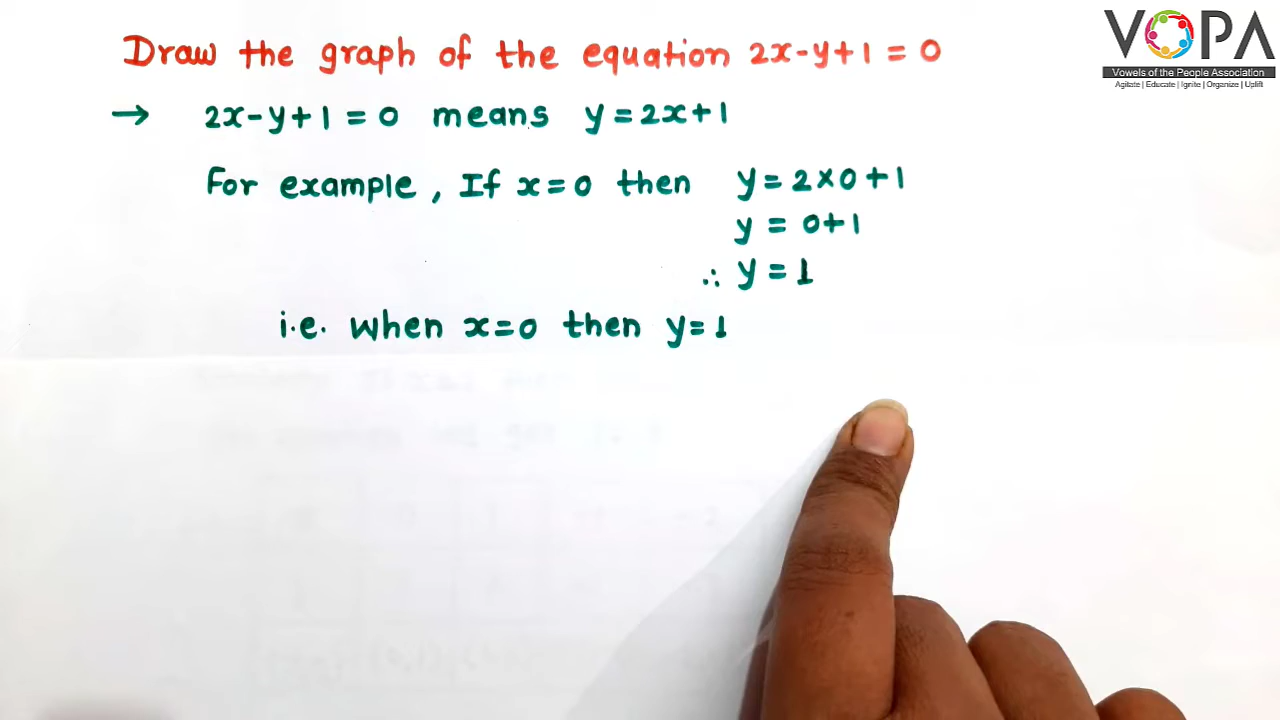 Draw the graph of the equation 2x-y+1=0
→ 2x-y+1=0 means y=2x+1
For example, If x=0 then y=2×0+1
y = 0+1
∴ y=1
i.e. when x=0 then y=1
VOPA
Vowels of the People Association
Agitate | Educate | Ignite | Organize | Uplift